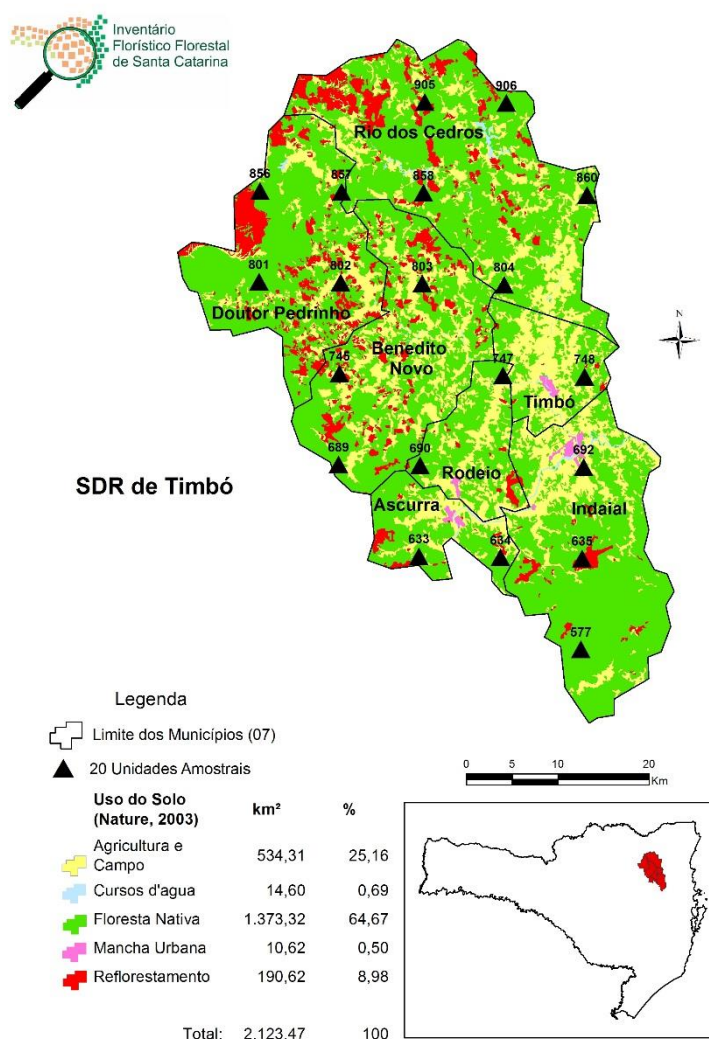 Inventário
Florístico Florestal
de Santa Catarina
905
906
Rio dos Cedros
856
857
858
860
801
802
803
804
Doutor Pedrinho
N
Benedito
Novo
745
747
748
Timbó
689
690
692
SDR de Timbó
Rodeio
Ascurra
Indaial
633
634
635
577
Legenda
Limite dos Municípios (07)
20 Unidades Amostrais
0 5 10 20
Km
Uso do Solo
(Nature, 2003) km² %
Agricultura e
Campo 534,31 25,16
Cursos d'agua 14,60 0,69
Floresta Nativa 1.373,32 64,67
Mancha Urbana 10,62 0,50
Reflorestamento 190,62 8,98
Total: 2.123,47 100